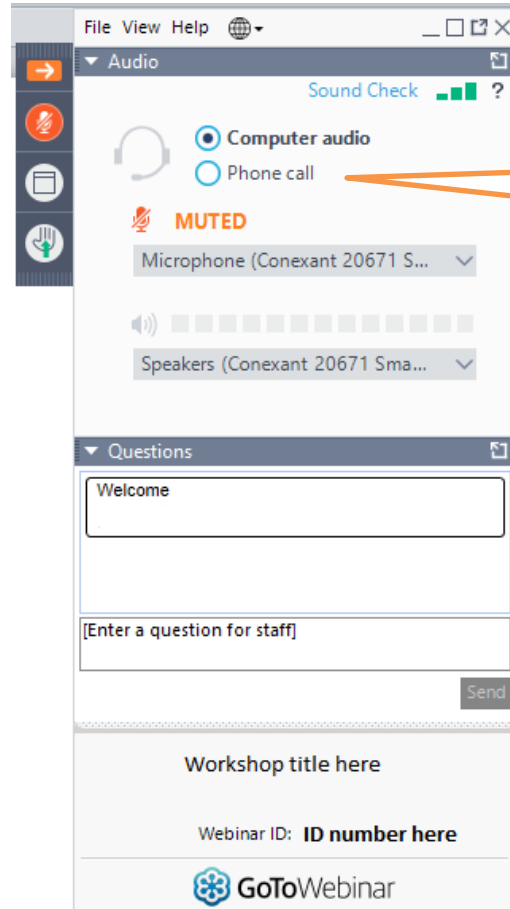 File View Help
Audio
Sound Check ?
Computer audio
Phone call
MUTED
Microphone (Conexant 20671 S...
Speakers (Conexant 20671 Sma...
Questions
Welcome
[Enter a question for staff]
Send
Workshop title here
Webinar ID: ID number here
GoToWebinar